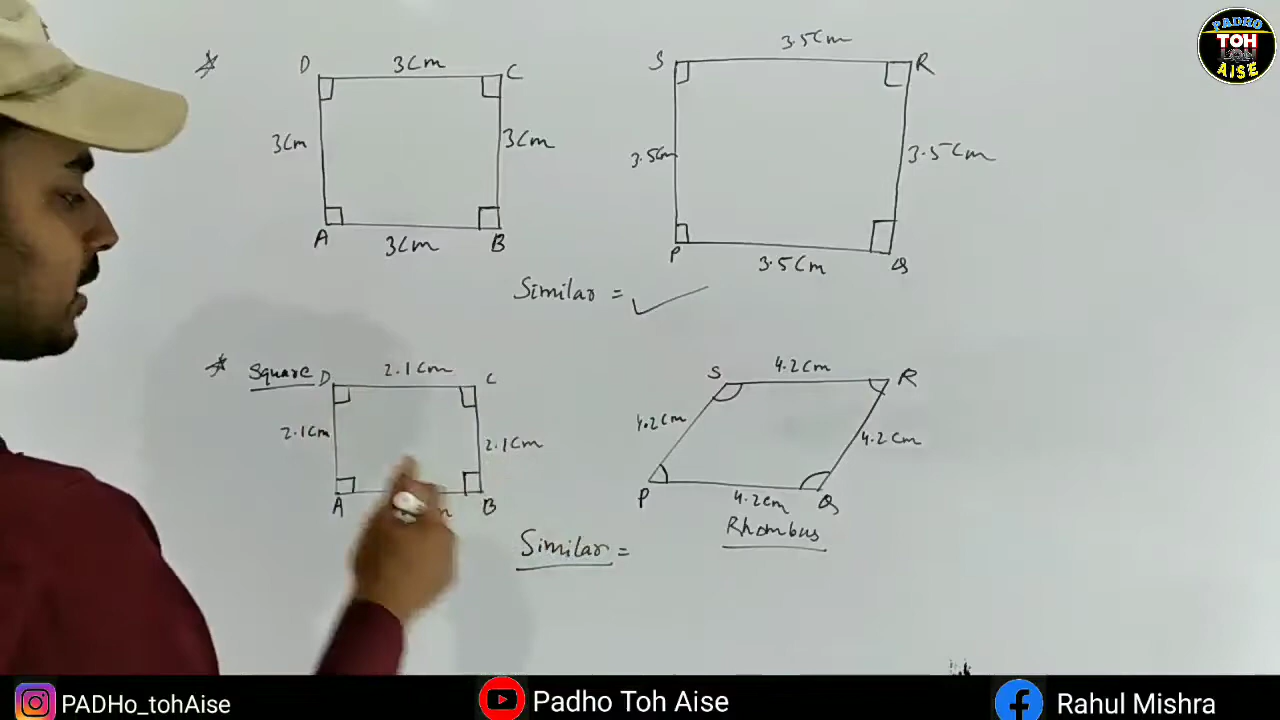 PADHO
TOH
AISE
D 3cm C
3cm 3cm
A 3cm B
S 3.5cm R
3.5cm 3.5cm
P 3.5cm Q
Similar = ✓
Square D 2.1cm C
2.1cm 2.1cm
A m B
S 4.2cm R
4.2cm 4.2cm
P 4.2cm Q
Rhombus
Similar =
PADHo_tohAise
Padho Toh Aise
Rahul Mishra